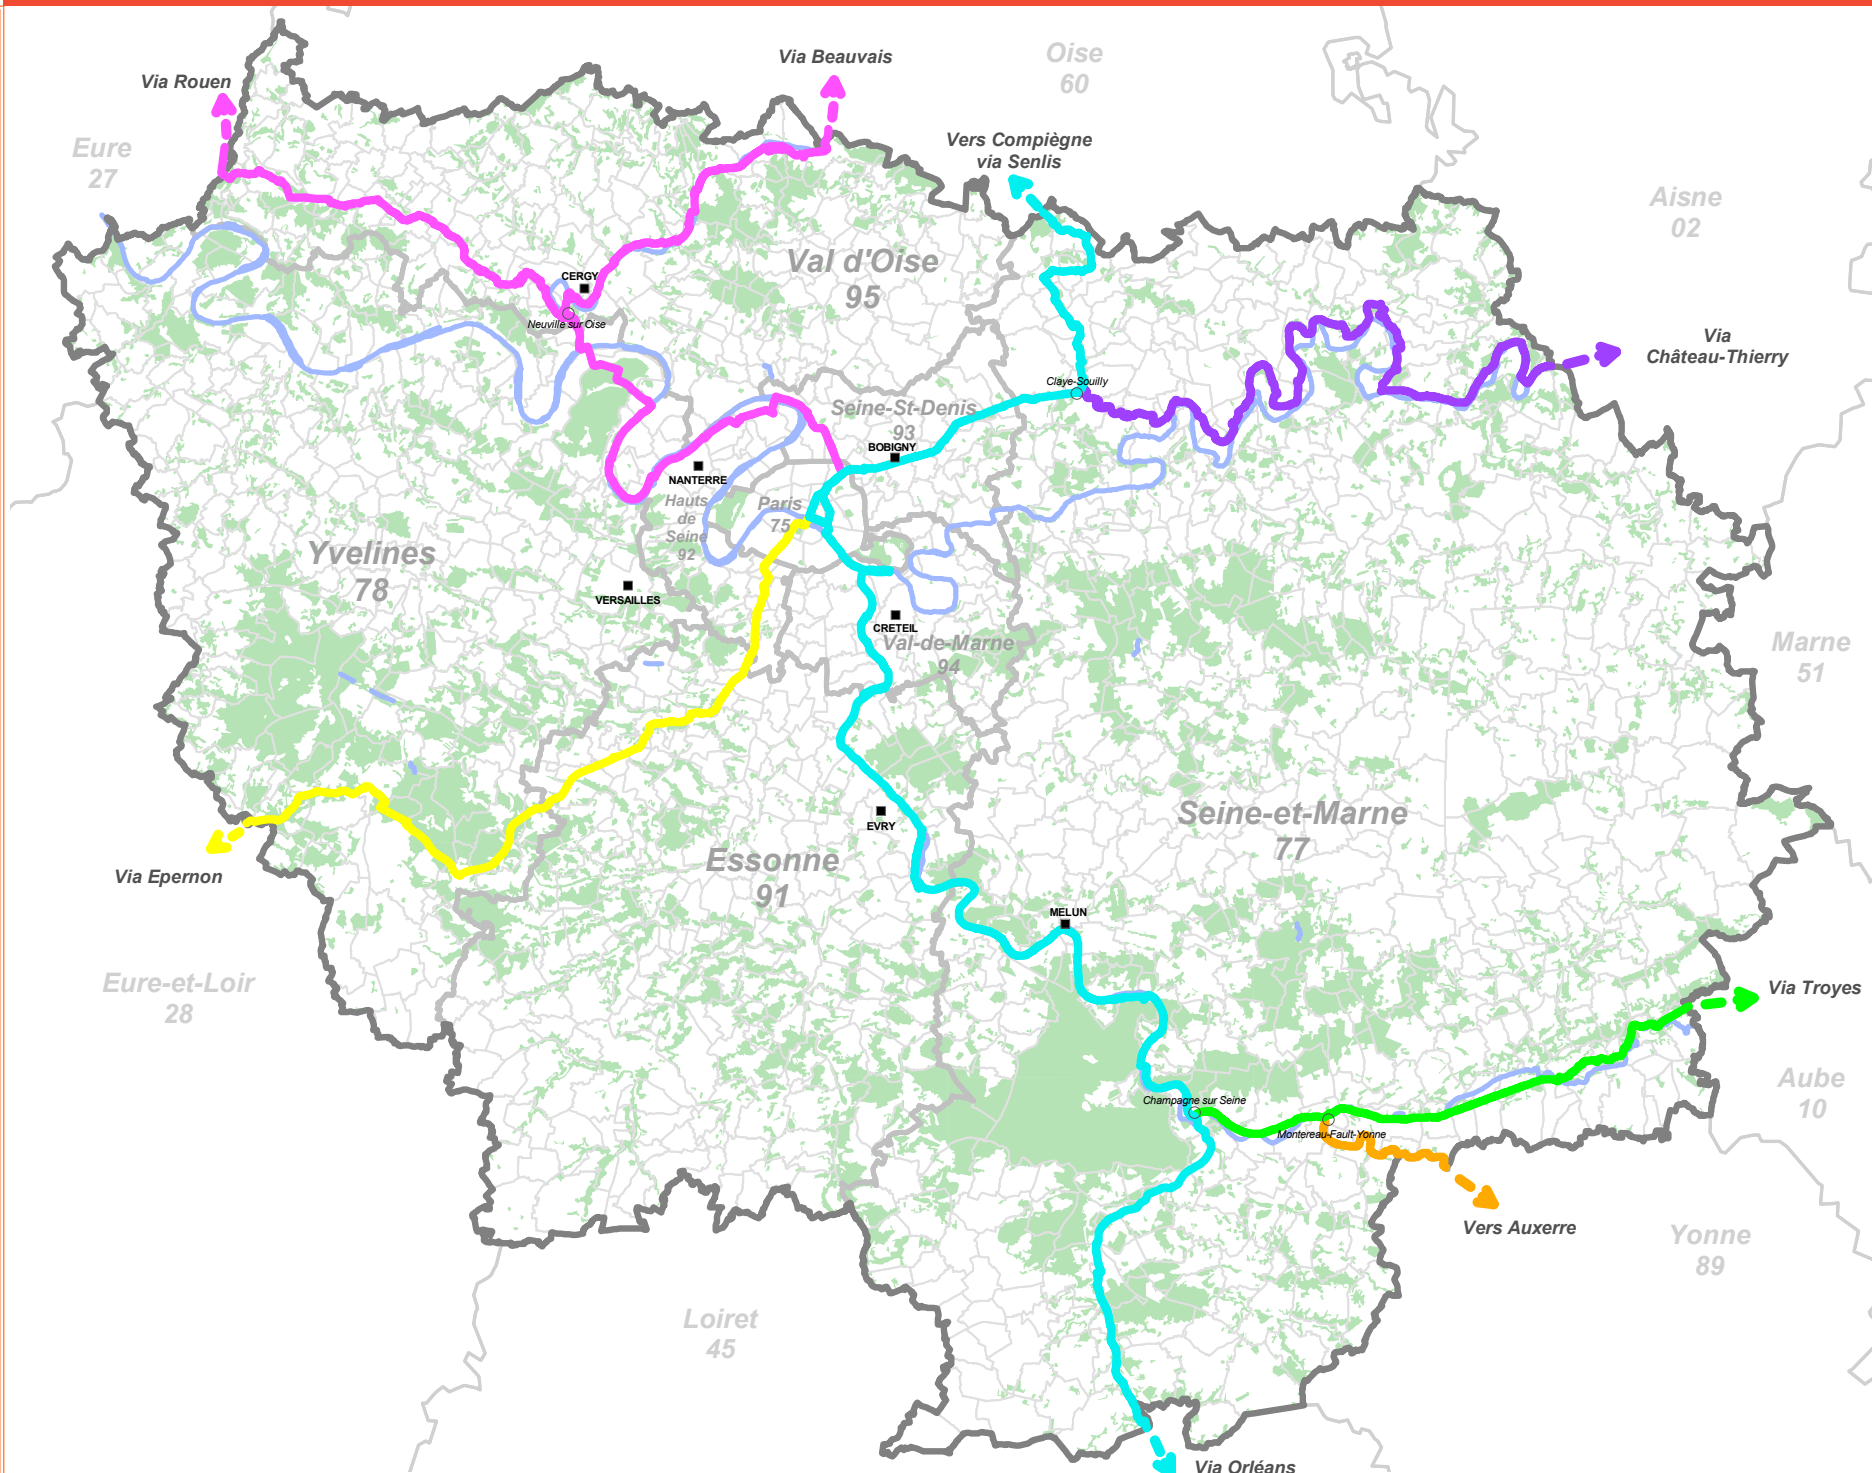 Via Rouen
Via Beauvais
Oise
60
Vers Compiègne
via Senlis
Eure
27
Aisne
02
Val d'Oise
95
CERGY
Neuville sur Oise
Via
Château-Thierry
Claye-Souilly
Seine-St-Denis
93
BOBIGNY
NANTERRE
Hauts
de
Seine
92
Paris
75
Yvelines
78
VERSAILLES
CRETEIL
Val-de-Marne
94
Marne
51
Via Epernon
EVRY
Essonne
91
Seine-et-Marne
77
MELUN
Eure-et-Loir
28
Via Troyes
Aube
10
Champagne sur Seine
Montereau-Fault-Yonne
Vers Auxerre
Yonne
89
Loiret
45
Via Orléans